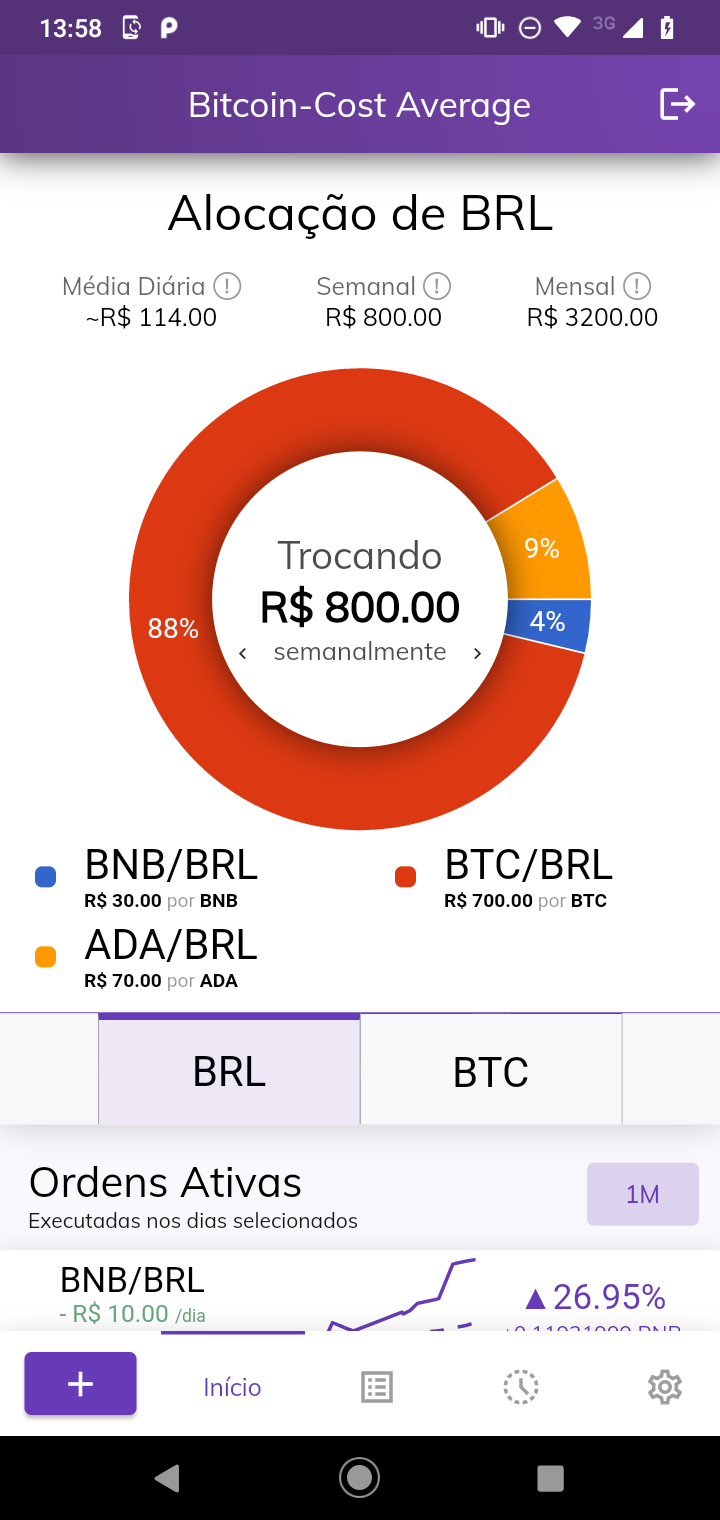 13:58
3G
Bitcoin-Cost Average
Alocação de BRL
Média Diária Semanal Mensal
~R$ 114.00 R$ 800.00 R$ 3200.00
9%
Trocando
R$ 800.00
88% 4%
semanalmente
BNB/BRL BTC/BRL
R$ 30.00 por BNB R$ 700.00 por BTC
ADA/BRL
R$ 70.00 por ADA
BRL BTC
Ordens Ativas
1M
Executadas nos dias selecionados
BNB/BRL
▲26.95%
- R$ 10.00 /dia
+
Início